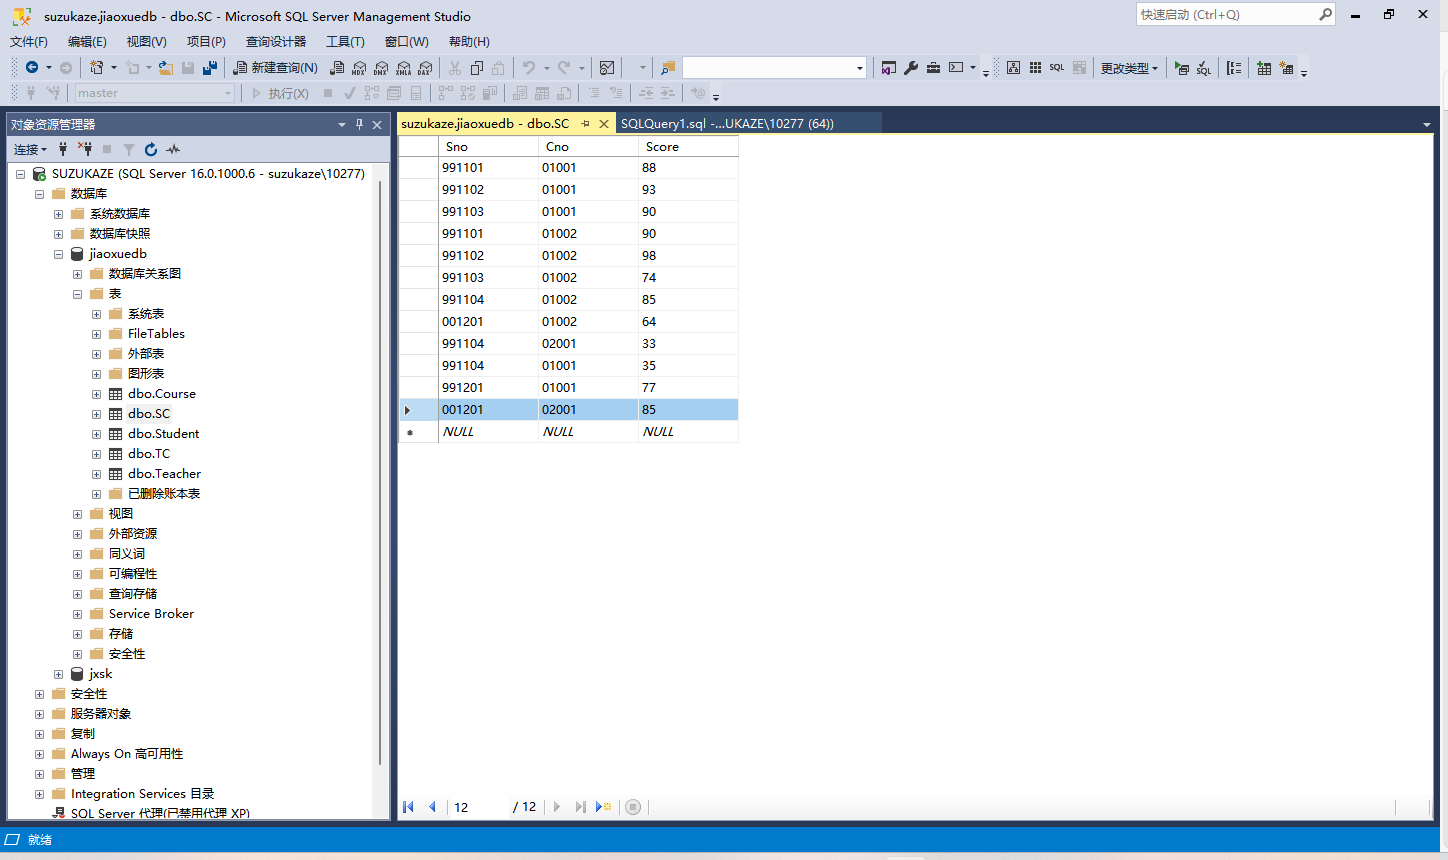 suzukaze.jiaoxuedb - dbo.SC - Microsoft SQL Server Management Studio
快速启动 (Ctrl+Q)
文件(F) 编辑(E) 视图(V) 项目(P) 查询设计器 工具(T) 窗口(W) 帮助(H)
新建查询(N) MDX DMX XMLA DAX SQL 更改类型 SQL
master 执行(X)
对象资源管理器
连接
SUZUKAZE (SQL Server 16.0.1000.6 - suzukaze\10277)
数据库
系统数据库
数据库快照
jiaoxuedb
数据库关系图
表
系统表
FileTables
外部表
图形表
dbo.Course
dbo.SC
dbo.Student
dbo.TC
dbo.Teacher
已删除账本表
视图
外部资源
同义词
可编程性
查询存储
Service Broker
存储
安全性
jxsk
安全性
服务器对象
复制
Always On 高可用性
管理
Integration Services 目录
SQL Server 代理(已禁用代理 XP)
suzukaze.jiaoxuedb - dbo.SC SQLQuery1.sql -...UKAZE\10277 (64))
Sno Cno Score
991101 01001 88
991102 01001 93
991103 01001 90
991101 01002 90
991102 01002 98
991103 01002 74
991104 01002 85
001201 01002 64
991104 02001 33
991104 01001 35
991201 01001 77
001201 02001 85
NULL NULL NULL
12 / 12
就绪